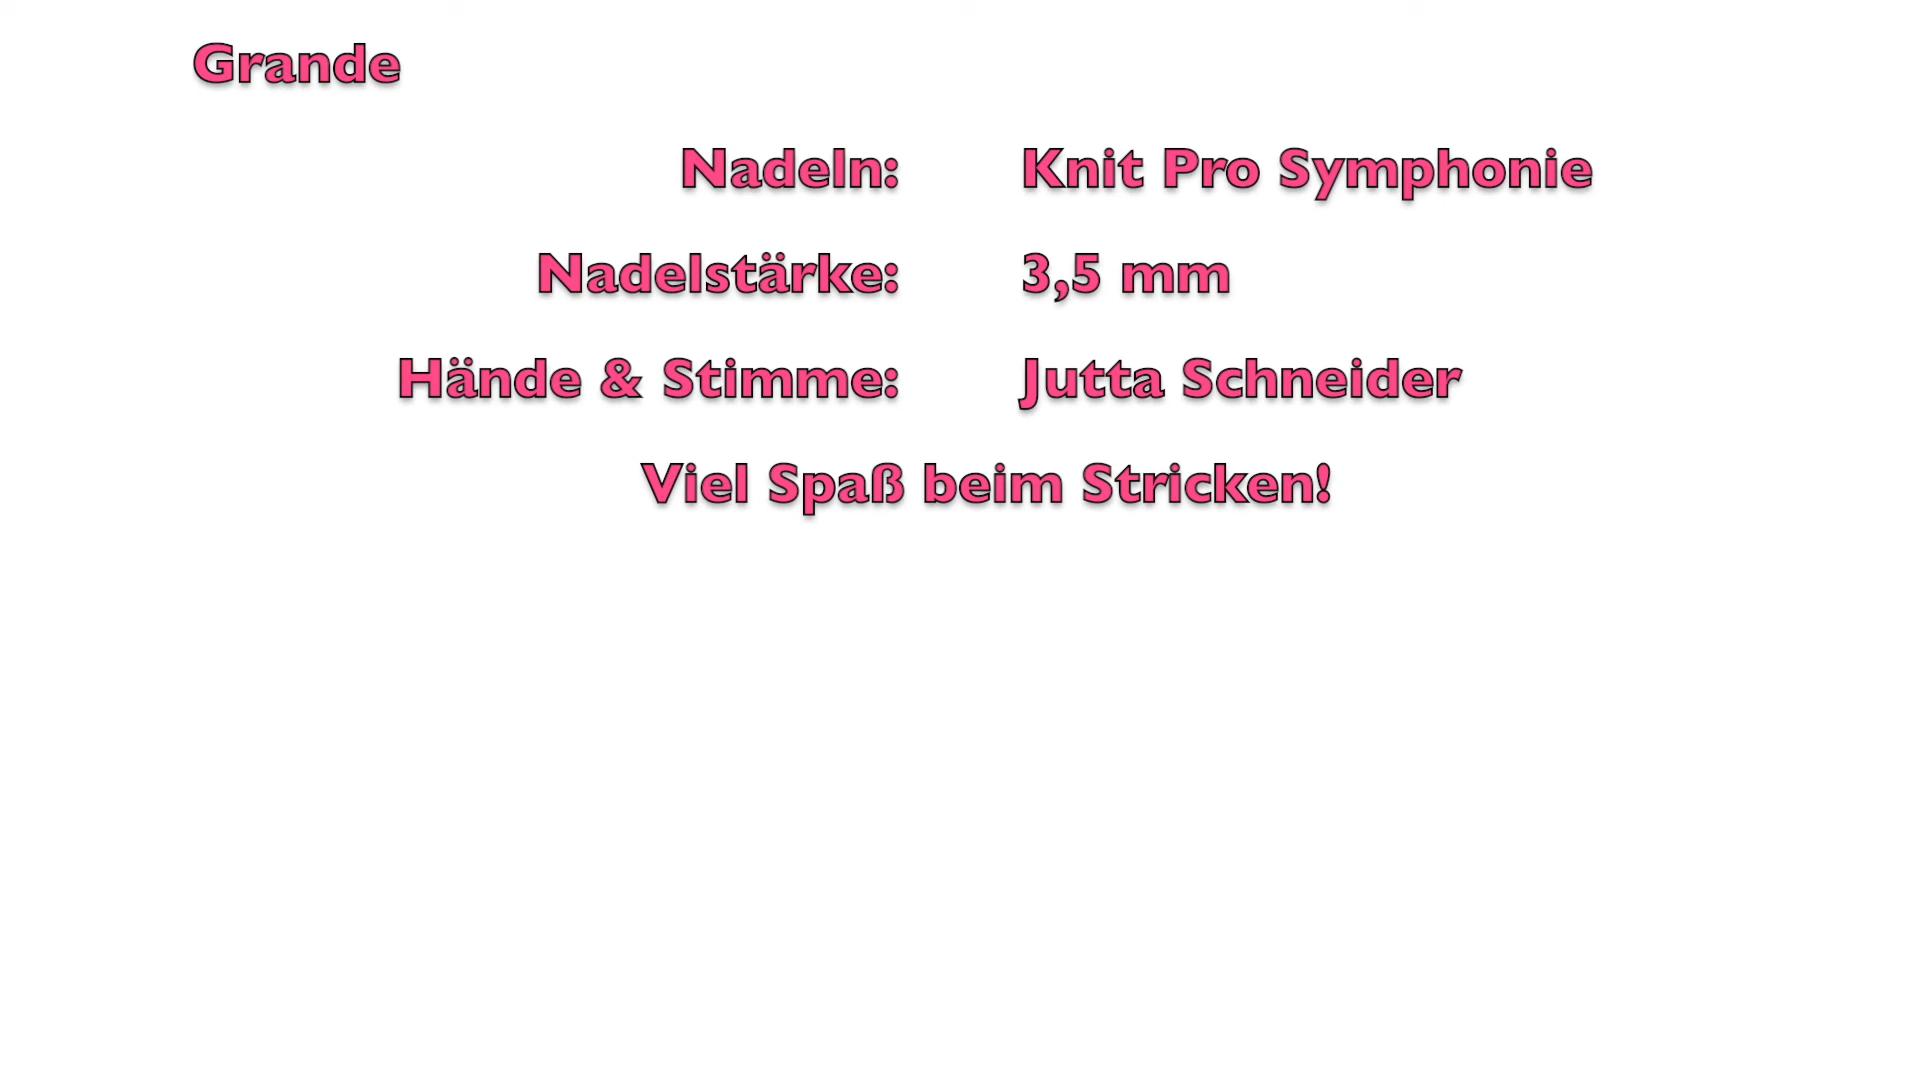 Grande
Nadeln: Knit Pro Symphonie
Nadelstärke: 3,5 mm
Hände & Stimme: Jutta Schneider
Viel Spaß beim Stricken!